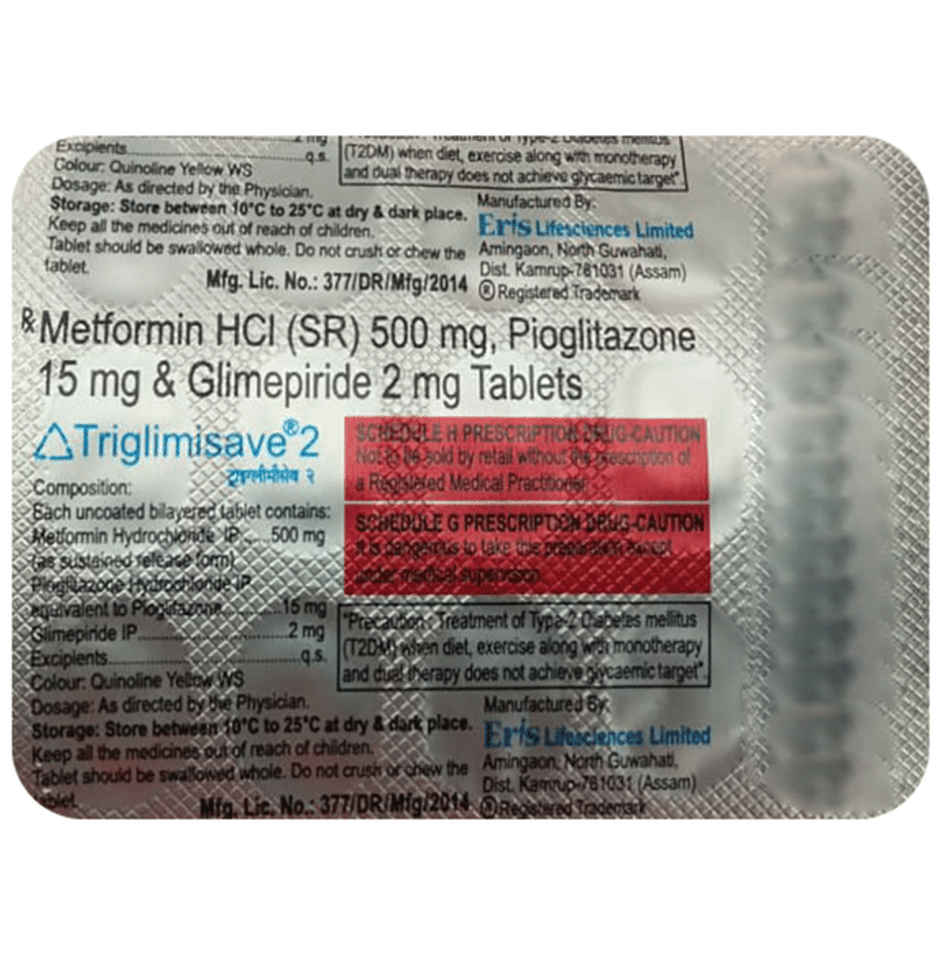 Excipients q.s.
Colour: Quinoline Yellow WS
Dosage: As directed by the Physician.
Storage: Store between 10°C to 25°C at dry & dark place.
Keep all the medicines out of reach of children.
Tablet should be swallowed whole. Do not crush or chew the
tablet.
Mfg. Lic. No.: 377/DR/Mfg/2014
(T2DM) when diet, exercise along with monotherapy
and dual therapy does not achieve glycaemic target".
Manufactured By:
Eris Lifesciences Limited
Amingaon, North Guwahati,
Dist. Kamrup-781031 (Assam)
® Registered Trademark
℞ Metformin HCl (SR) 500 mg, Pioglitazone
15 mg & Glimepiride 2 mg Tablets
Triglimisave® 2
ट्राइग्लीमीसेव २
SCHEDULE H PRESCRIPTION DRUG-CAUTION
Not to be sold by retail without the prescription of
a Registered Medical Practitioner
SCHEDULE G PRESCRIPTION DRUG-CAUTION
It is dangerous to take this preparation except
under medical supervision
Composition:
Each uncoated bilayered tablet contains:
Metformin Hydrochloride IP..... 500 mg
(as sustained release form)
Pioglitazone Hydrochloride IP
equivalent to Pioglitazone..........15 mg
Glimepiride IP..........2 mg
Excipients..........q.s.
Colour: Quinoline Yellow WS
Dosage: As directed by the Physician.
Storage: Store between 10°C to 25°C at dry & dark place.
Keep all the medicines out of reach of children.
Tablet should be swallowed whole. Do not crush or chew the
tablet.
Mfg. Lic. No.: 377/DR/Mfg/2014
"Precaution : Treatment of Type-2 Diabetes mellitus
(T2DM) when diet, exercise along with monotherapy
and dual therapy does not achieve glycaemic target".
Manufactured By:
Eris Lifesciences Limited
Amingaon, North Guwahati,
Dist. Kamrup-781031 (Assam)
® Registered Trademark